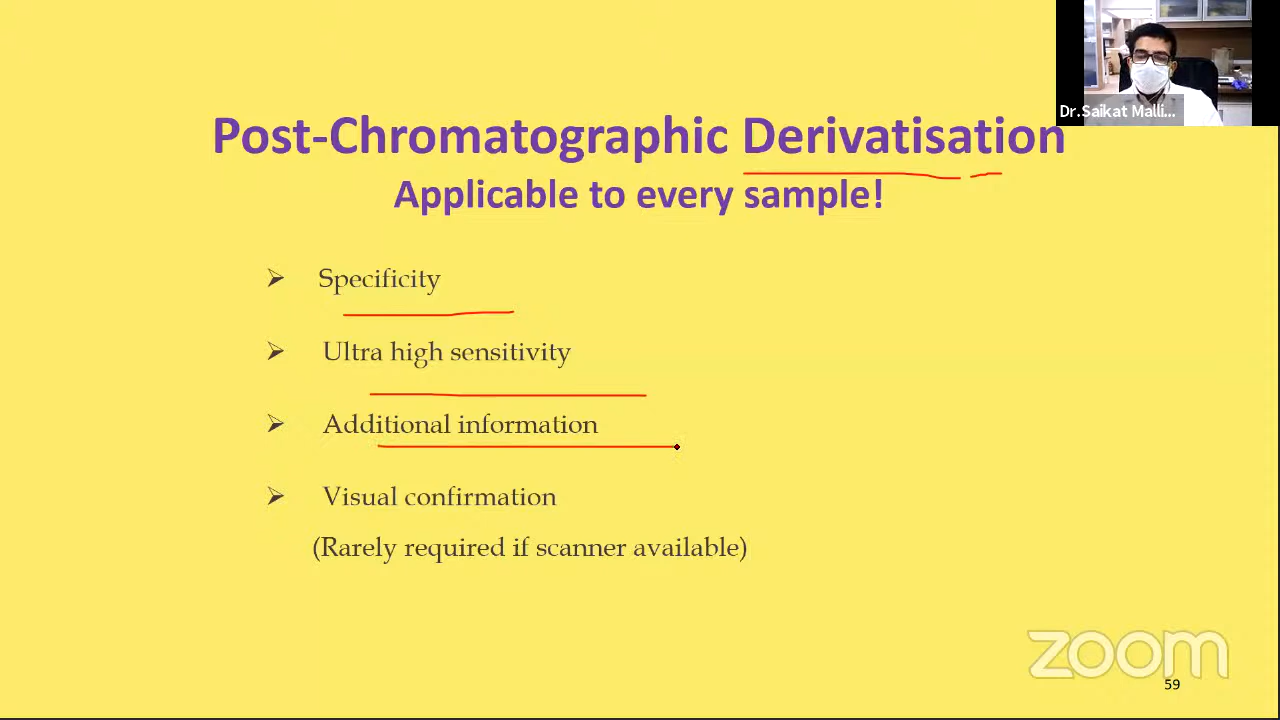 Dr.Saikat Malli...
Post-Chromatographic Derivatisation
Applicable to every sample!
➢ Specificity
➢ Ultra high sensitivity
➢ Additional information
➢ Visual confirmation
(Rarely required if scanner available)
zoom
59